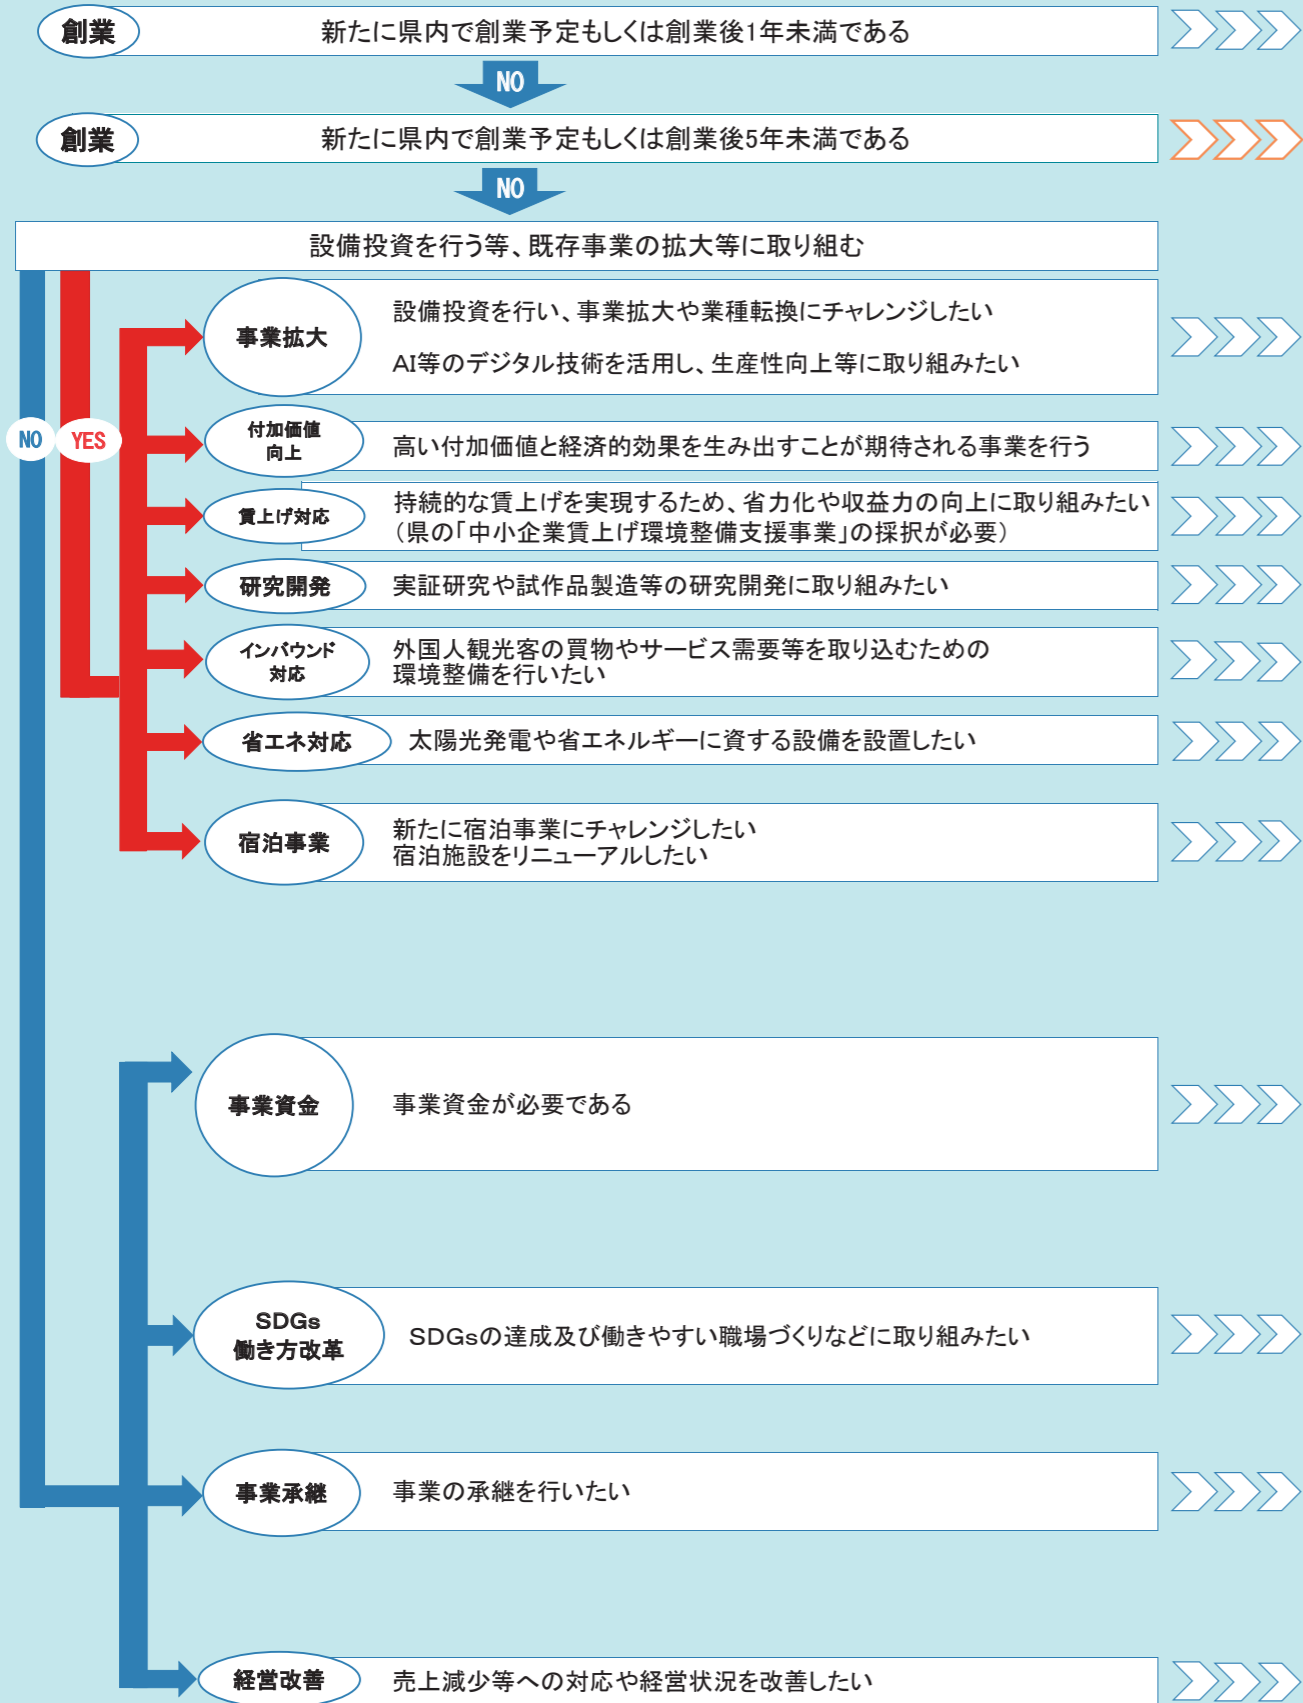 創業
新たに県内で創業予定もしくは創業後1年未満である
NO
創業
新たに県内で創業予定もしくは創業後5年未満である
NO
設備投資を行う等、既存事業の拡大等に取り組む
NO
YES
事業拡大
設備投資を行い、事業拡大や業種転換にチャレンジしたい
AI等のデジタル技術を活用し、生産性向上等に取り組みたい
付加価値
向上
高い付加価値と経済的効果を生み出すことが期待される事業を行う
賃上げ対応
持続的な賃上げを実現するため、省力化や収益力の向上に取り組みたい
(県の「中小企業賃上げ環境整備支援事業」の採択が必要)
研究開発
実証研究や試作品製造等の研究開発に取り組みたい
インバウンド
対応
外国人観光客の買物やサービス需要等を取り込むための
環境整備を行いたい
省エネ対応
太陽光発電や省エネルギーに資する設備を設置したい
宿泊事業
新たに宿泊事業にチャレンジしたい
宿泊施設をリニューアルしたい
事業資金
事業資金が必要である
SDGs
働き方改革
SDGsの達成及び働きやすい職場づくりなどに取り組みたい
事業承継
事業の承継を行いたい
経営改善
売上減少等への対応や経営状況を改善したい